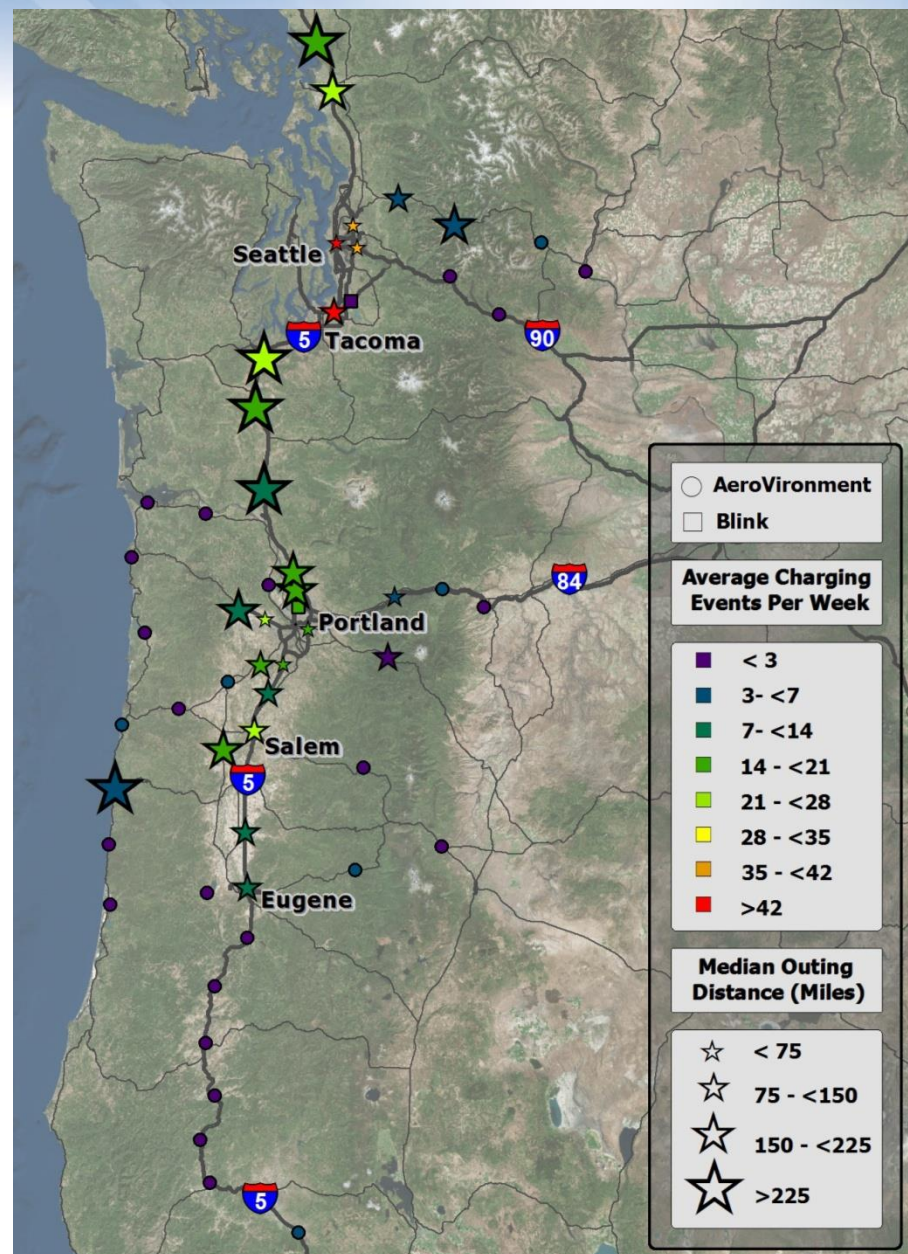 Seattle
5
Tacoma
90
84
Portland
Salem
5
Eugene
5
AeroVironment
Blink
Average Charging
Events Per Week
< 3
3- <7
7- <14
14 - <21
21 - <28
28 - <35
35 - <42
>42
Median Outing
Distance (Miles)
< 75
75 - <150
150 - <225
>225